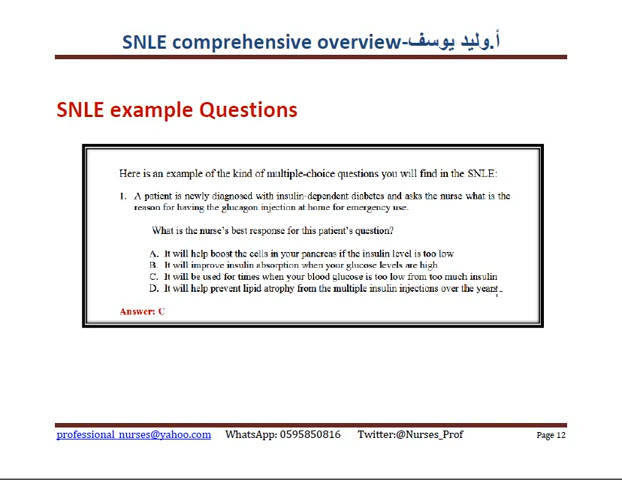 SNLE comprehensive overview-أ.وليد يوسف
SNLE example Questions
Here is an example of the kind of multiple-choice questions you will find in the SNLE:
1. A patient is newly diagnosed with insulin-dependent diabetes and asks the nurse what is the
reason for having the glucagon injection at home for emergency use.
What is the nurse's best response for this patient's question?
A. It will help boost the cells in your pancreas if the insulin level is too low
B. It will improve insulin absorption when your glucose levels are high
C. It will be used for times when your blood glucose is too low from too much insulin
D. It will help prevent lipid atrophy from the multiple insulin injections over the years.
Answer: C
professional_nurses@yahoo.com WhatsApp: 0595850816 Twitter:@Nurses_Prof Page 12